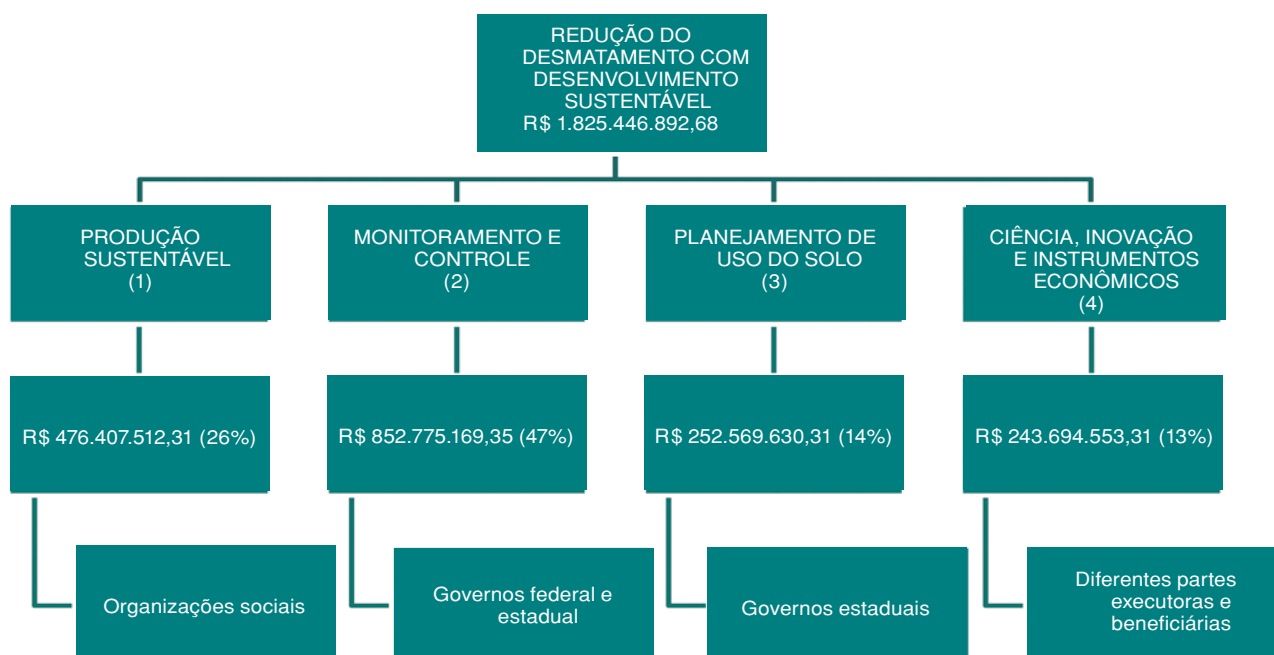 REDUÇÃO DO
DESMATAMENTO COM
DESENVOLVIMENTO
SUSTENTÁVEL
R$ 1.825.446.892,68
PRODUÇÃO
SUSTENTÁVEL
(1)
MONITORAMENTO E
CONTROLE
(2)
PLANEJAMENTO DE
USO DO SOLO
(3)
CIÊNCIA, INOVAÇÃO
E INSTRUMENTOS
ECONÔMICOS
(4)
R$ 476.407.512,31 (26%)
R$ 852.775.169,35 (47%)
R$ 252.569.630,31 (14%)
R$ 243.694.553,31 (13%)
Organizações sociais
Governos federal e
estadual
Governos estaduais
Diferentes partes
executoras e
beneficiárias